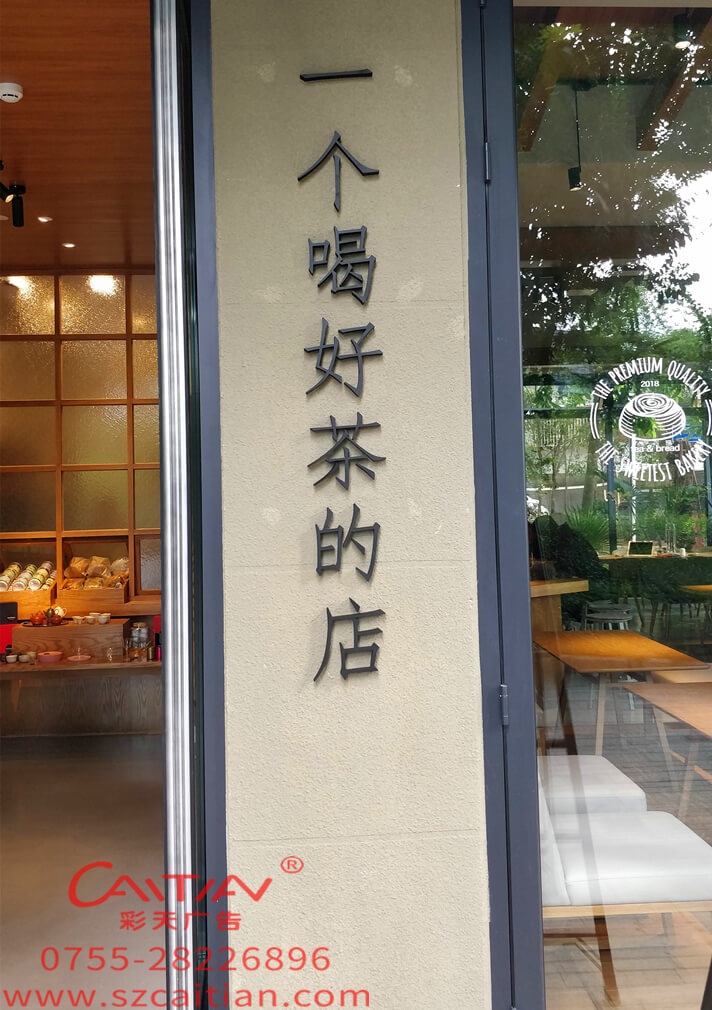 一个喝好茶的店
THE PREMIUM QUALITY
2018
tea & bread
THE SWEETEST BAKERY
CAITIAN®
彩天广告
0755-28226896
www.szcaitian.com